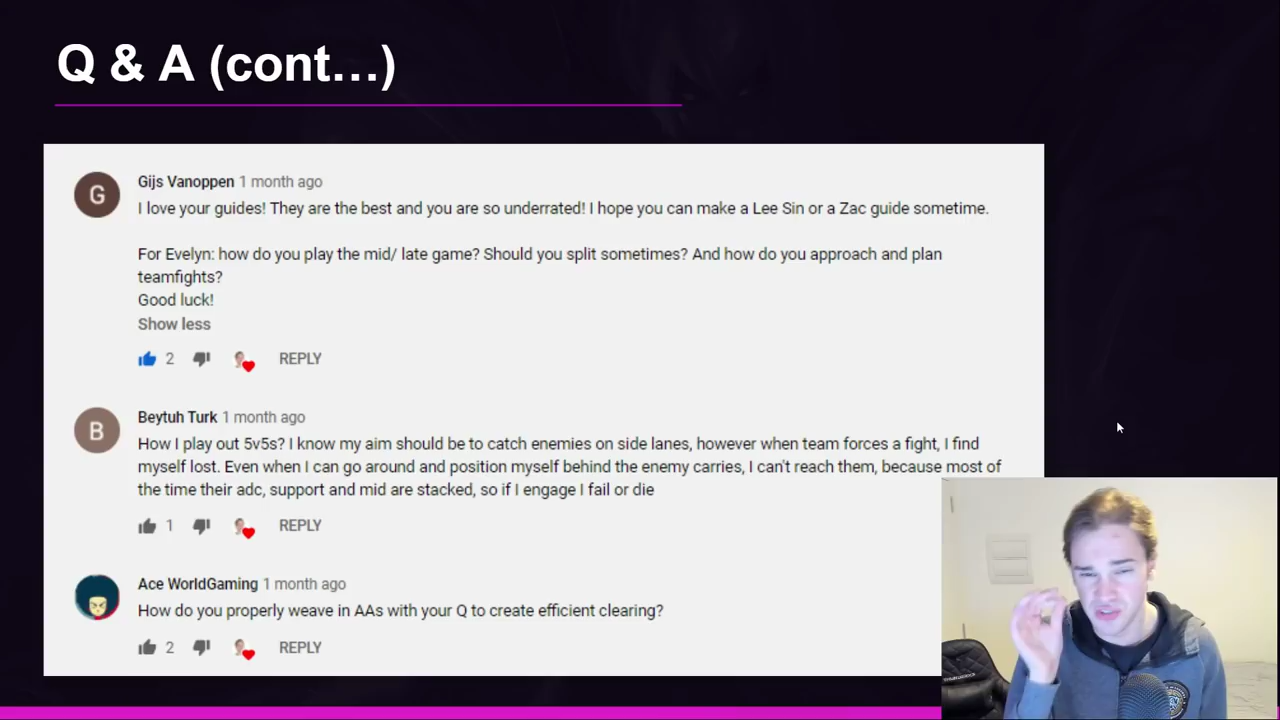 Q & A (cont…)
G
Gijs Vanoppen 1 month ago
I love your guides! They are the best and you are so underrated! I hope you can make a Lee Sin or a Zac guide sometime.
For Evelyn: how do you play the mid/ late game? Should you split sometimes? And how do you approach and plan
teamfights?
Good luck!
Show less
2 REPLY
B
Beytuh Turk 1 month ago
How I play out 5v5s? I know my aim should be to catch enemies on side lanes, however when team forces a fight, I find
myself lost. Even when I can go around and position myself behind the enemy carries, I can't reach them, because most of
the time their adc, support and mid are stacked, so if I engage I fail or die
1 REPLY
Ace WorldGaming 1 month ago
How do you properly weave in AAs with your Q to create efficient clearing?
2 REPLY